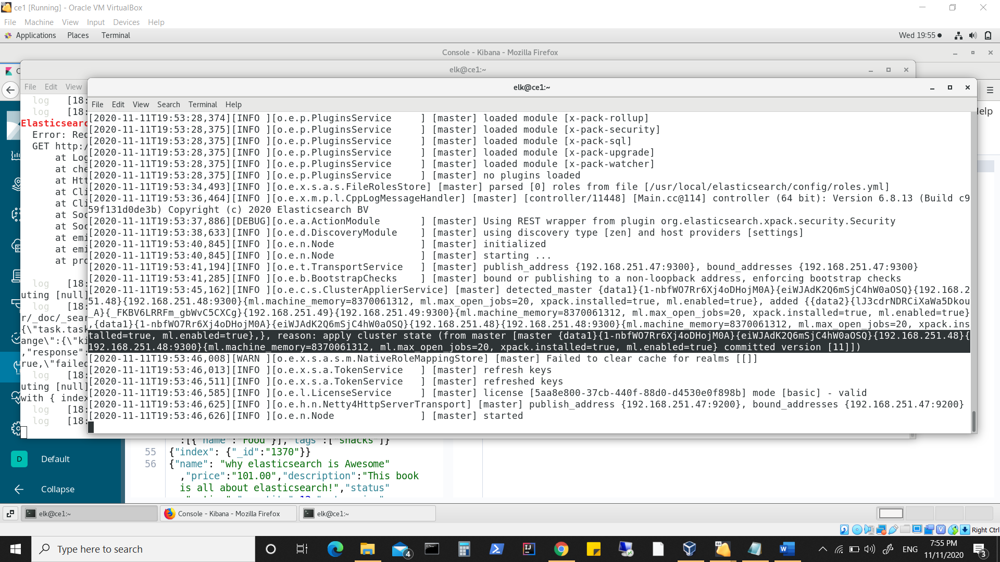 ce1 [Running] - Oracle VM VirtualBox
File Machine View Input Devices Help
Applications Places Terminal Wed 19:55
Console - Kibana - Mozilla Firefox
elk@ce1:~
File Edit View
elk@ce1:~
File Edit View Search Terminal Help
log [18:
log [18:
Elasticsearc
Error: Req
GET http:/
at Log
at che
at Htt
at Cli
at Cli
at Soc
at Soc
at emi
at emi
at pro
log [18:
uting [null]
log [18:
r/_doc/_sear
{\"task.task
ange\":{\"ki
,"response":
rue,\"failed
log [18:
uting [null]
with { index
log [18:
log [18:
[2020-11-11T19:53:28,374][INFO ][o.e.p.PluginsService     ] [master] loaded module [x-pack-rollup]
[2020-11-11T19:53:28,375][INFO ][o.e.p.PluginsService     ] [master] loaded module [x-pack-security]
[2020-11-11T19:53:28,375][INFO ][o.e.p.PluginsService     ] [master] loaded module [x-pack-sql]
[2020-11-11T19:53:28,375][INFO ][o.e.p.PluginsService     ] [master] loaded module [x-pack-upgrade]
[2020-11-11T19:53:28,375][INFO ][o.e.p.PluginsService     ] [master] loaded module [x-pack-watcher]
[2020-11-11T19:53:28,375][INFO ][o.e.p.PluginsService     ] [master] no plugins loaded
[2020-11-11T19:53:34,493][INFO ][o.e.x.s.a.s.FileRolesStore] [master] parsed [0] roles from file [/usr/local/elasticsearch/config/roles.yml]
[2020-11-11T19:53:36,464][INFO ][o.e.x.m.p.l.CppLogMessageHandler] [master] [controller/11448] [Main.cc@114] controller (64 bit): Version 6.8.13 (Build c9
59f131d0de3b) Copyright (c) 2020 Elasticsearch BV
[2020-11-11T19:53:37,886][DEBUG][o.e.a.ActionModule       ] [master] Using REST wrapper from plugin org.elasticsearch.xpack.security.Security
[2020-11-11T19:53:38,633][INFO ][o.e.d.DiscoveryModule    ] [master] using discovery type [zen] and host providers [settings]
[2020-11-11T19:53:40,845][INFO ][o.e.n.Node               ] [master] initialized
[2020-11-11T19:53:40,845][INFO ][o.e.n.Node               ] [master] starting ...
[2020-11-11T19:53:41,194][INFO ][o.e.t.TransportService   ] [master] publish_address {192.168.251.47:9300}, bound_addresses {192.168.251.47:9300}
[2020-11-11T19:53:41,285][INFO ][o.e.b.BootstrapChecks    ] [master] bound or publishing to a non-loopback address, enforcing bootstrap checks
[2020-11-11T19:53:45,162][INFO ][o.e.c.s.ClusterApplierService] [master] detected_master {data1}{1-nbfWO7Rr6Xj4oDHojM0A}{eiWJAdK2Q6mSjC4hW0aOSQ}{192.168.2
51.48}{192.168.251.48:9300}{ml.machine_memory=8370061312, ml.max_open_jobs=20, xpack.installed=true, ml.enabled=true}, added {{data2}{lJ3cdrNDRCiXaWa5Dkou
_A}{_FKBV6LRRFm_gbWvC5CXCg}{192.168.251.49}{192.168.251.49:9300}{ml.machine_memory=8370061312, ml.max_open_jobs=20, xpack.installed=true, ml.enabled=true}
,{data1}{1-nbfWO7Rr6Xj4oDHojM0A}{eiWJAdK2Q6mSjC4hW0aOSQ}{192.168.251.48}{192.168.251.48:9300}{ml.machine_memory=8370061312, ml.max_open_jobs=20, xpack.ins
talled=true, ml.enabled=true},}, reason: apply cluster state (from master [master {data1}{1-nbfWO7Rr6Xj4oDHojM0A}{eiWJAdK2Q6mSjC4hW0aOSQ}{192.168.251.48}{
192.168.251.48:9300}{ml.machine_memory=8370061312, ml.max_open_jobs=20, xpack.installed=true, ml.enabled=true} committed version [11]])
[2020-11-11T19:53:46,008][WARN ][o.e.x.s.a.s.m.NativeRoleMappingStore] [master] Failed to clear cache for realms [[]]
[2020-11-11T19:53:46,013][INFO ][o.e.x.s.a.TokenService   ] [master] refresh keys
[2020-11-11T19:53:46,511][INFO ][o.e.x.s.a.TokenService   ] [master] refreshed keys
[2020-11-11T19:53:46,585][INFO ][o.e.l.LicenseService     ] [master] license [5aa8e800-37cb-440f-88d0-d4530e0f898b] mode [basic] - valid
[2020-11-11T19:53:46,625][INFO ][o.e.h.n.Netty4HttpServerTransport] [master] publish_address {192.168.251.47:9200}, bound_addresses {192.168.251.47:9200}
[2020-11-11T19:53:46,626][INFO ][o.e.n.Node               ] [master] started
elp
:[{"name":"Food"}],"tags":["snacks"]}
55 {"index": {"_id":"1370"}}
56 {"name": "why elasticsearch is Awesome"
,"price":"101.00","description":"This book
is all about elasticsearch!","status"
D Default
Collapse
elk@ce1:~
Console - Kibana - Mozilla Firefox
elk@ce1:~
Right Ctrl
Type here to search
4
ENG
7:55 PM
11/11/2020
3